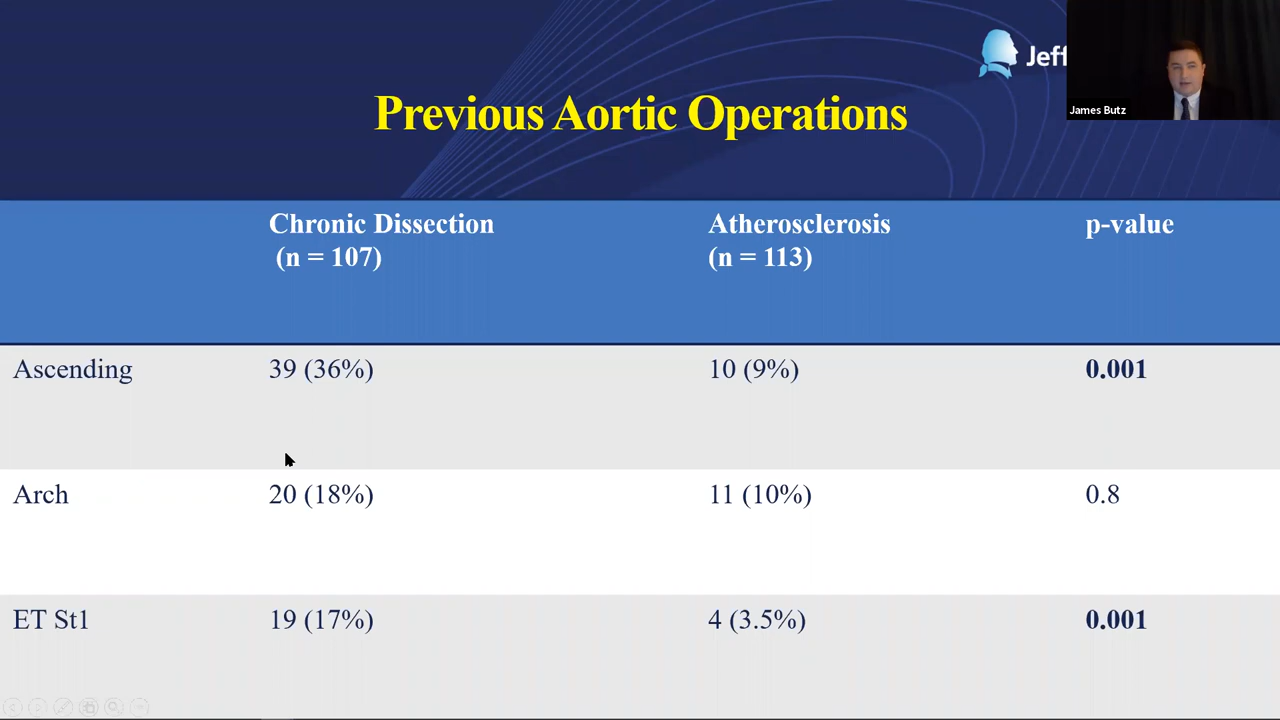 Jeff
James Butz
Previous Aortic Operations
Chronic Dissection
(n = 107)
Atherosclerosis
(n = 113)
p-value
Ascending 39 (36%) 10 (9%) 0.001
Arch 20 (18%) 11 (10%) 0.8
ET St1 19 (17%) 4 (3.5%) 0.001